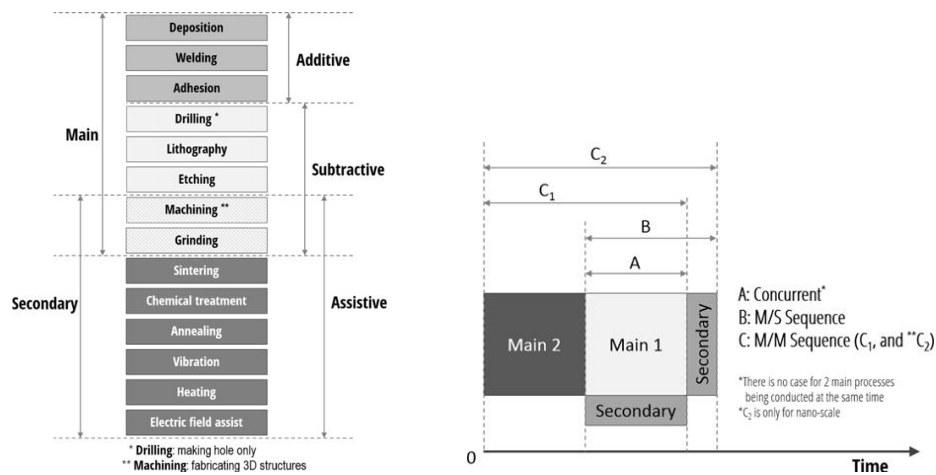 Deposition
Welding
Adhesion
Drilling *
Lithography
Etching
Machining **
Grinding
Sintering
Chemical treatment
Annealing
Vibration
Heating
Electric field assist
Main
Secondary
Additive
Subtractive
Assistive
* Drilling: making hole only
** Machining: fabricating 3D structures
C2
C1
B
A
Main 2
Main 1
Secondary
Secondary
0
Time
A: Concurrent*
B: M/S Sequence
C: M/M Sequence (C1, and **C2)
*There is no case for 2 main processes
being conducted at the same time
*C2 is only for nano-scale